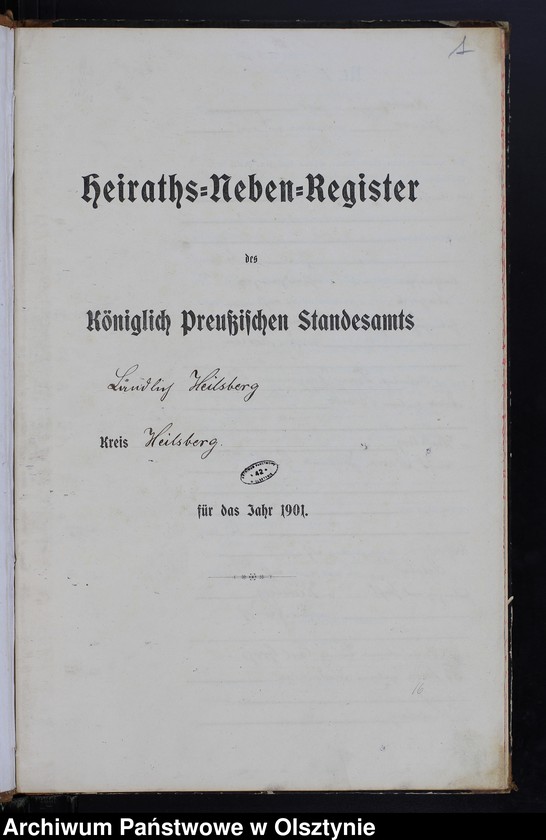 1
Heiraths-Neben-Register
des
Königlich Preußischen Standesamts
Ländlich Heilsberg
Kreis Heilsberg.
42
für das Jahr 1901.
16
Archiwum Państwowe w Olsztynie